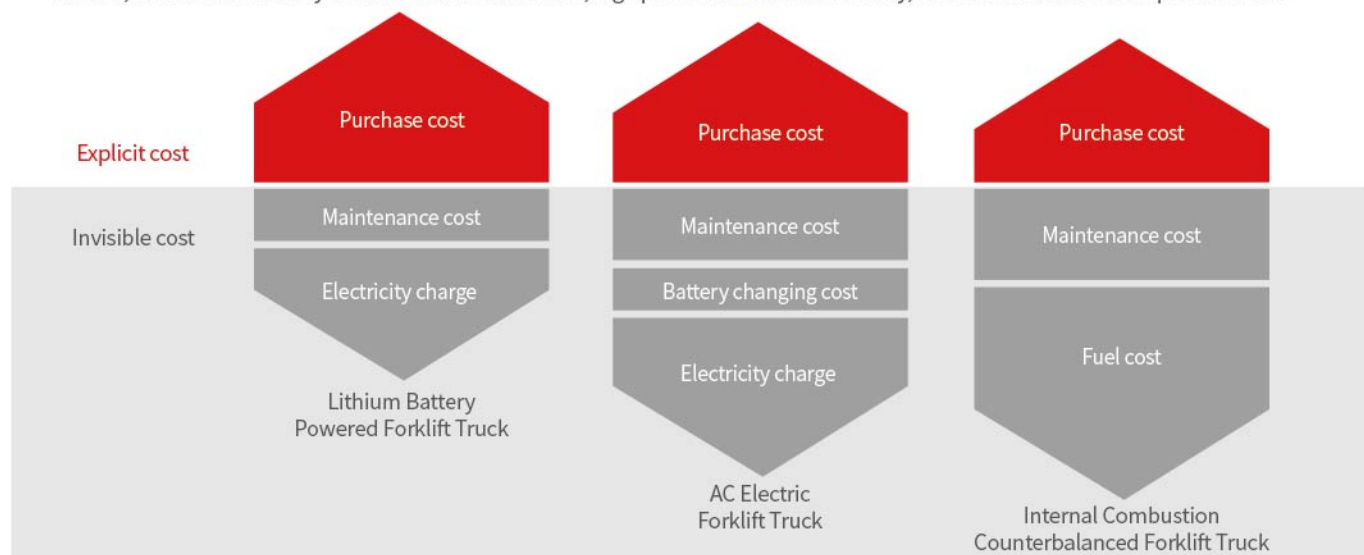 Purchase cost
Purchase cost
Purchase cost
Explicit cost
Invisible cost
Maintenance cost
Maintenance cost
Maintenance cost
Electricity charge
Battery changing cost
Electricity charge
Fuel cost
Lithium Battery
Powered Forklift Truck
AC Electric
Forklift Truck
Internal Combustion
Counterbalanced Forklift Truck